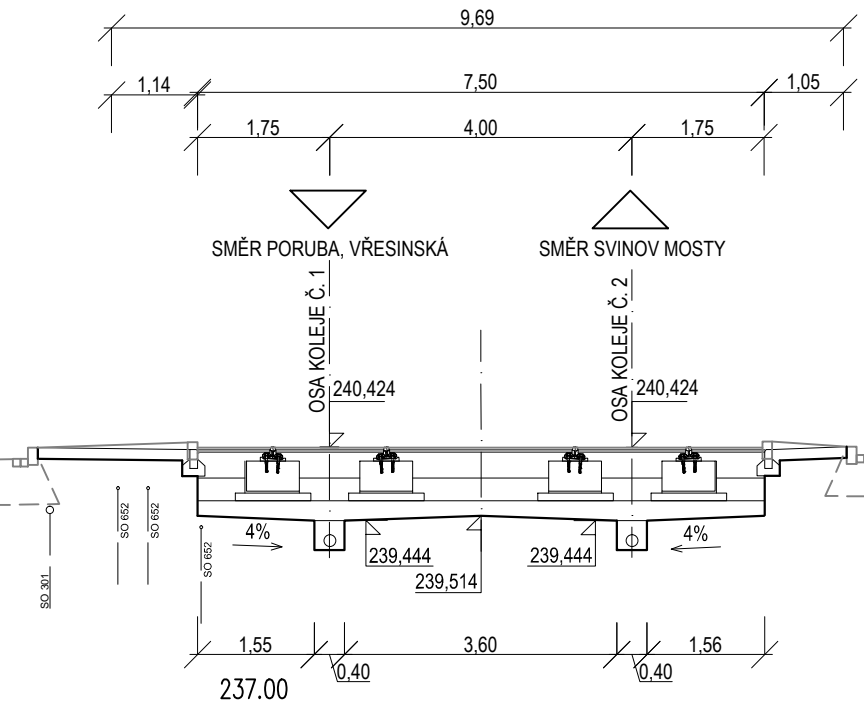 9,69
1,14
7,50
1,05
1,75
4,00
1,75
SMĚR PORUBA, VŘESINSKÁ
SMĚR SVINOV MOSTY
OSA KOLEJE Č. 1
OSA KOLEJE Č. 2
240,424
240,424
SO 652
SO 652
SO 652
SO 301
4%
4%
239,444
239,444
239,514
1,55
3,60
1,56
0,40
0,40
237.00